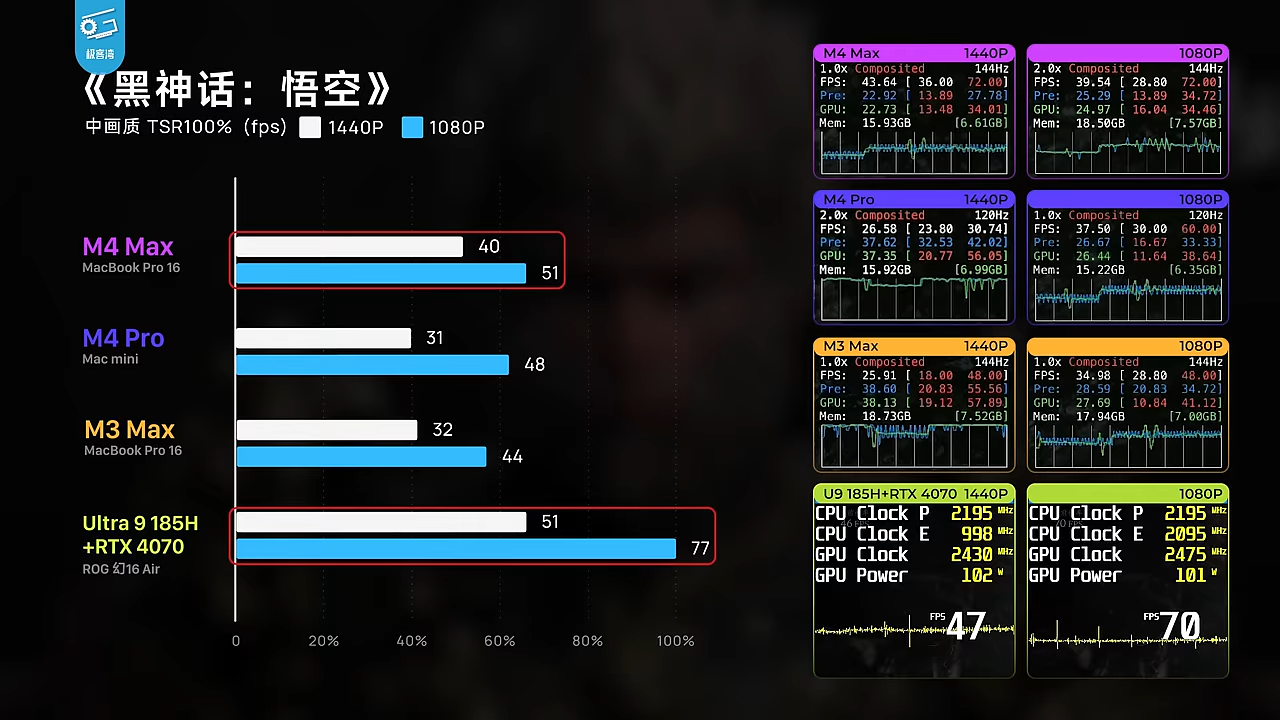 极客湾
《黑神话：悟空》
中画质 TSR100%（fps） 1440P 1080P
M4 Max
MacBook Pro 16
40
51
M4 Pro
Mac mini
31
48
M3 Max
MacBook Pro 16
32
44
Ultra 9 185H
+RTX 4070
ROG 幻16 Air
51
77
0 20% 40% 60% 80% 100%
M4 Max 1440P
1.0x Composited 144Hz
FPS: 43.64 [ 36.00 72.00]
Pre: 22.92 [ 13.89 27.78]
GPU: 22.73 [ 13.48 34.01]
Mem: 15.93GB [6.61GB]
1080P
2.0x Composited 144Hz
FPS: 39.54 [ 28.80 72.00]
Pre: 25.29 [ 13.89 34.72]
GPU: 24.97 [ 16.04 34.46]
Mem: 18.50GB [7.57GB]
M4 Pro 1440P
2.0x Composited 120Hz
FPS: 26.58 [ 23.80 30.74]
Pre: 37.62 [ 32.53 42.02]
GPU: 37.35 [ 20.77 56.05]
Mem: 15.92GB [6.99GB]
1080P
1.0x Composited 120Hz
FPS: 37.50 [ 30.00 60.00]
Pre: 26.67 [ 16.67 33.33]
GPU: 26.44 [ 11.64 38.64]
Mem: 15.22GB [6.35GB]
M3 Max 1440P
1.0x Composited 144Hz
FPS: 25.91 [ 18.00 48.00]
Pre: 38.60 [ 20.83 55.56]
GPU: 38.13 [ 19.12 57.89]
Mem: 18.73GB [7.52GB]
1080P
1.0x Composited 144Hz
FPS: 34.98 [ 28.80 48.00]
Pre: 28.59 [ 20.83 34.72]
GPU: 27.69 [ 10.84 41.12]
Mem: 17.94GB [7.00GB]
U9 185H+RTX 4070 1440P
CPU Clock P 2195 MHz
46 FPS
CPU Clock E 998 MHz
GPU Clock 2430 MHz
GPU Power 102 W
FPS 47
1080P
CPU Clock P 2195 MHz
70 FPS
CPU Clock E 2095 MHz
GPU Clock 2475 MHz
GPU Power 101 W
FPS 70